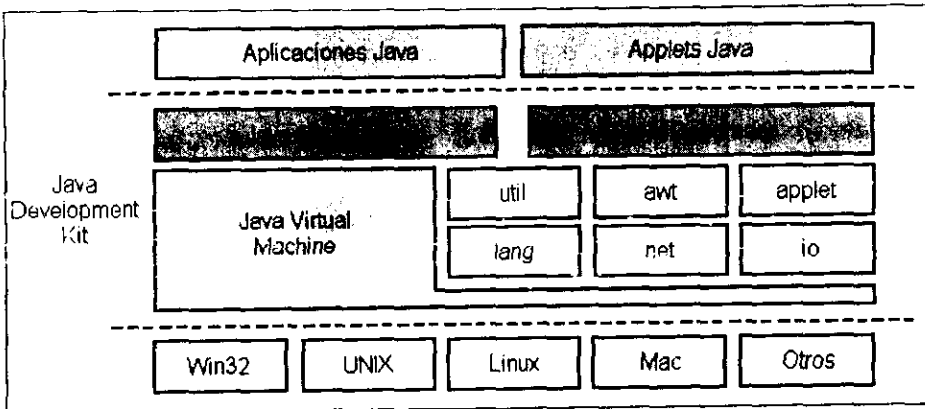 Aplicaciones Java
Applets Java
Java
Development
Kit
Java Virtual
Machine
util
awt
applet
lang
net
io
Win32
UNIX
Linux
Mac
Otros